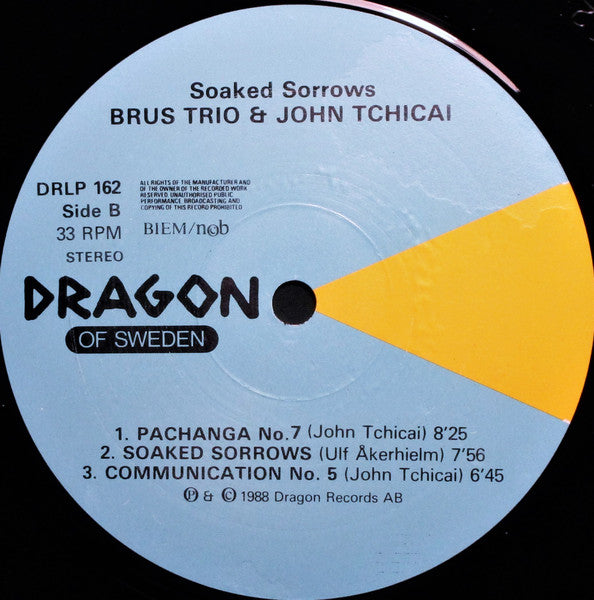 Soaked Sorrows
BRUS TRIO & JOHN TCHICAI
DRLP 162
Side B
33 RPM
STEREO
ALL RIGHTS OF THE MANUFACTURER AND
OF THE OWNER OF THE RECORDED WORK
RESERVED. UNAUTHORISED PUBLIC
PERFORMANCE, BROADCASTING AND
COPYING OF THIS RECORD PROHIBITED
BIEM/ncb
DRAGON
OF SWEDEN
1. PACHANGA No.7 (John Tchicai) 8'25
2. SOAKED SORROWS (Ulf Åkerhielm) 7'56
3. COMMUNICATION No. 5 (John Tchicai) 6'45
Ⓟ & © 1988 Dragon Records AB